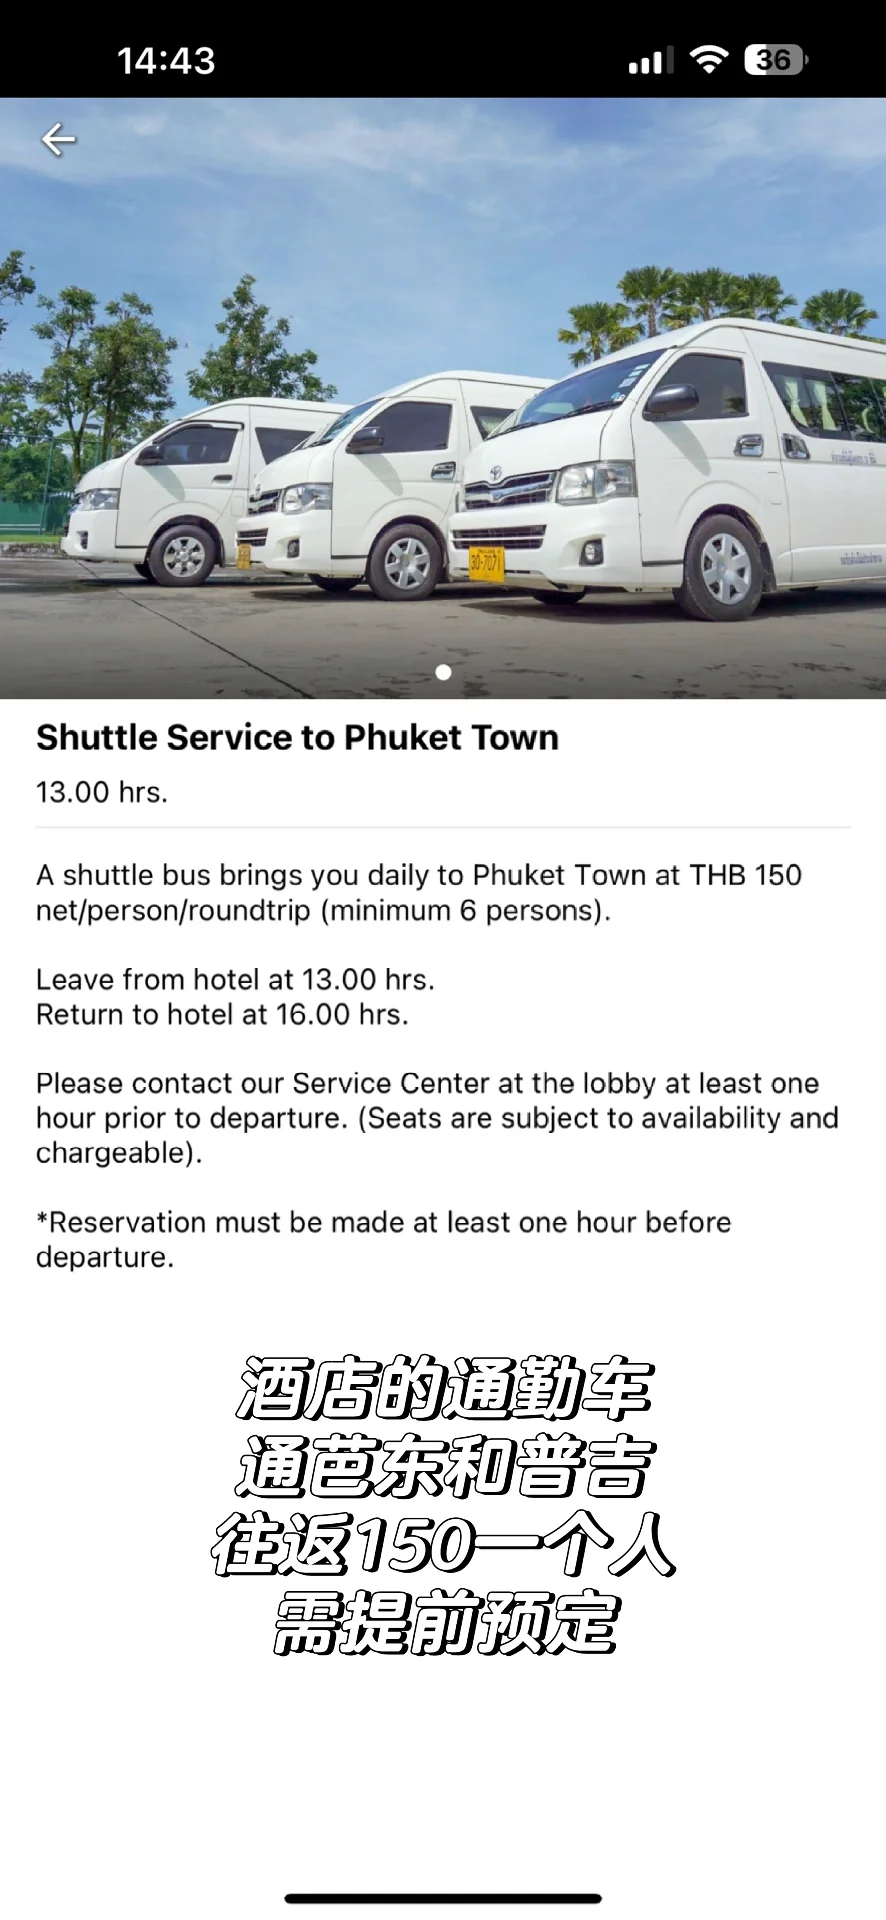 14:43
36
30-7071
Shuttle Service to Phuket Town
13.00 hrs.
A shuttle bus brings you daily to Phuket Town at THB 150
net/person/roundtrip (minimum 6 persons).
Leave from hotel at 13.00 hrs.
Return to hotel at 16.00 hrs.
Please contact our Service Center at the lobby at least one
hour prior to departure. (Seats are subject to availability and
chargeable).
*Reservation must be made at least one hour before
departure.
酒店的通勤车
通芭东和普吉
往返150一个人
需提前预定